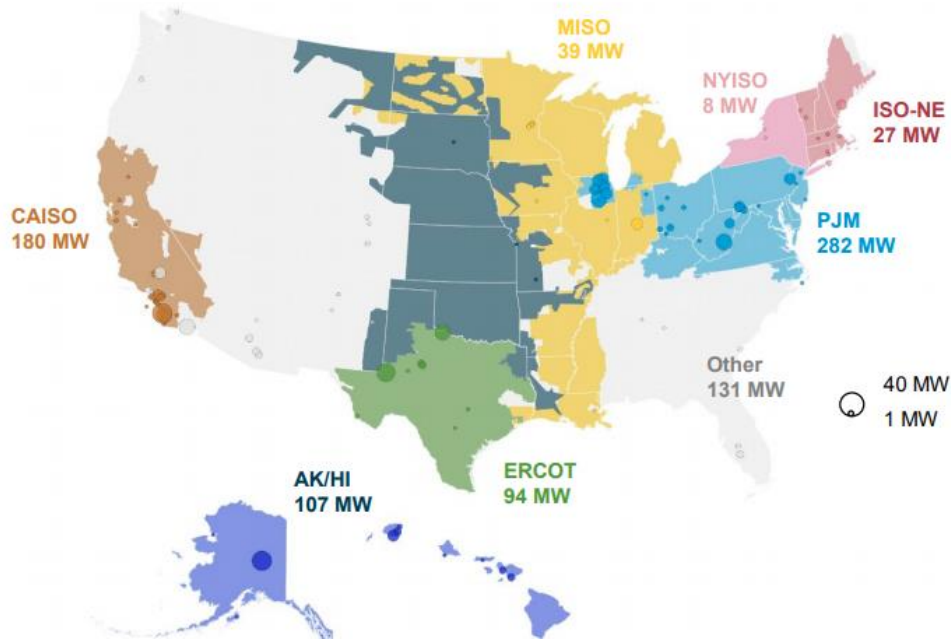 MISO
39 MW
NYISO
8 MW
ISO-NE
27 MW
CAISO
180 MW
PJM
282 MW
Other
131 MW
40 MW
1 MW
AK/HI
107 MW
ERCOT
94 MW